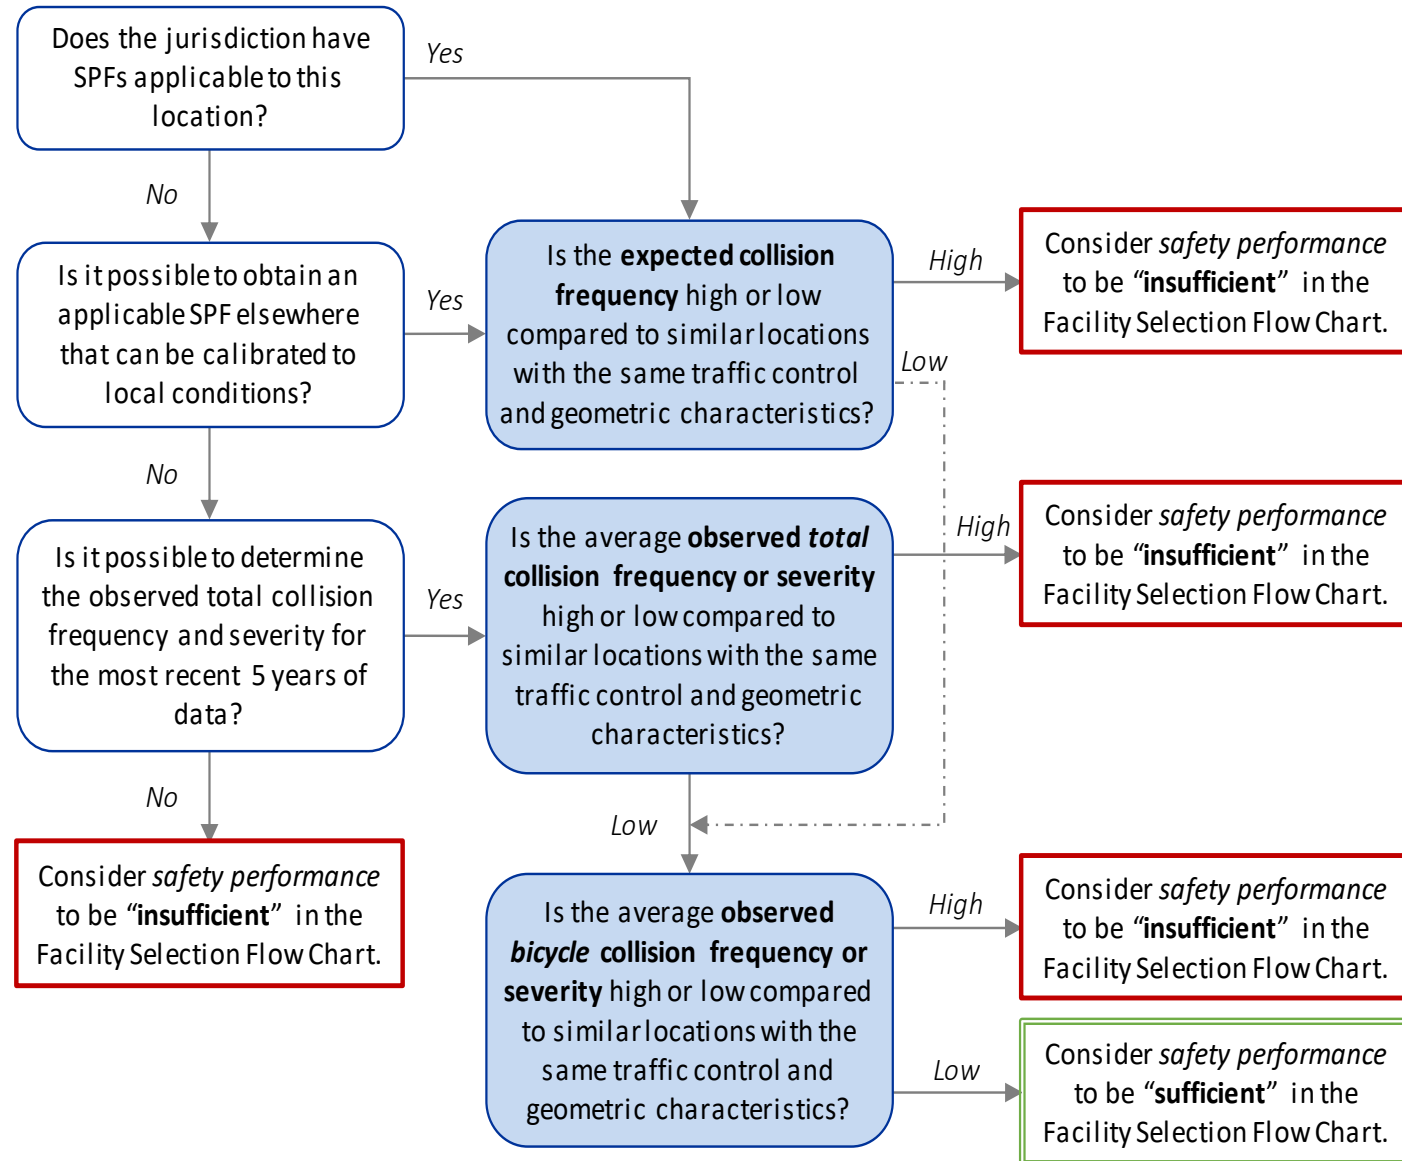 Does the jurisdiction have
SPFs applicable to this
location?
Yes
No
Is it possible to obtain an
applicable SPF elsewhere
that can be calibrated to
local conditions?
Yes
Is the expected collision
frequency high or low
compared to similar locations
with the same traffic control
and geometric characteristics?
High
Consider safety performance
to be “insufficient” in the
Facility Selection Flow Chart.
Low
No
Is it possible to determine
the observed total collision
frequency and severity for
the most recent 5 years of
data?
Yes
Is the average observed total
collision frequency or severity
high or low compared to
similar locations with the same
traffic control and geometric
characteristics?
High
Consider safety performance
to be “insufficient” in the
Facility Selection Flow Chart.
No
Low
Consider safety performance
to be “insufficient” in the
Facility Selection Flow Chart.
Is the average observed
bicycle collision frequency or
severity high or low compared
to similar locations with the
same traffic control and
geometric characteristics?
High
Consider safety performance
to be “insufficient” in the
Facility Selection Flow Chart.
Low
Consider safety performance
to be “sufficient” in the
Facility Selection Flow Chart.